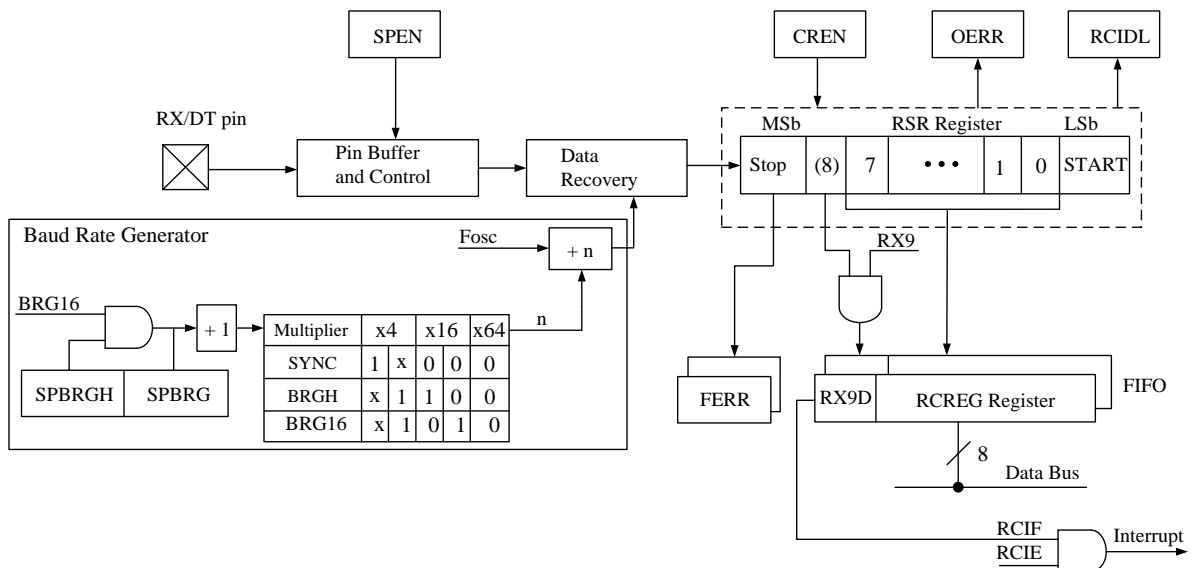 SPEN
CREN
OERR
RCIDL
RX/DT pin
MSb RSR Register LSb
Pin Buffer
and Control
Data
Recovery
Stop (8) 7 • • • 1 0 START
Baud Rate Generator
Fosc
+ n
RX9
BRG16
+ 1
n
Multiplier x4 x16 x64
SYNC 1 x 0 0 0
BRGH x 1 1 0 0
BRG16 x 1 0 1 0
SPBRGH SPBRG
FERR
RX9D RCREG Register
FIFO
8
Data Bus
RCIF
RCIE
Interrupt